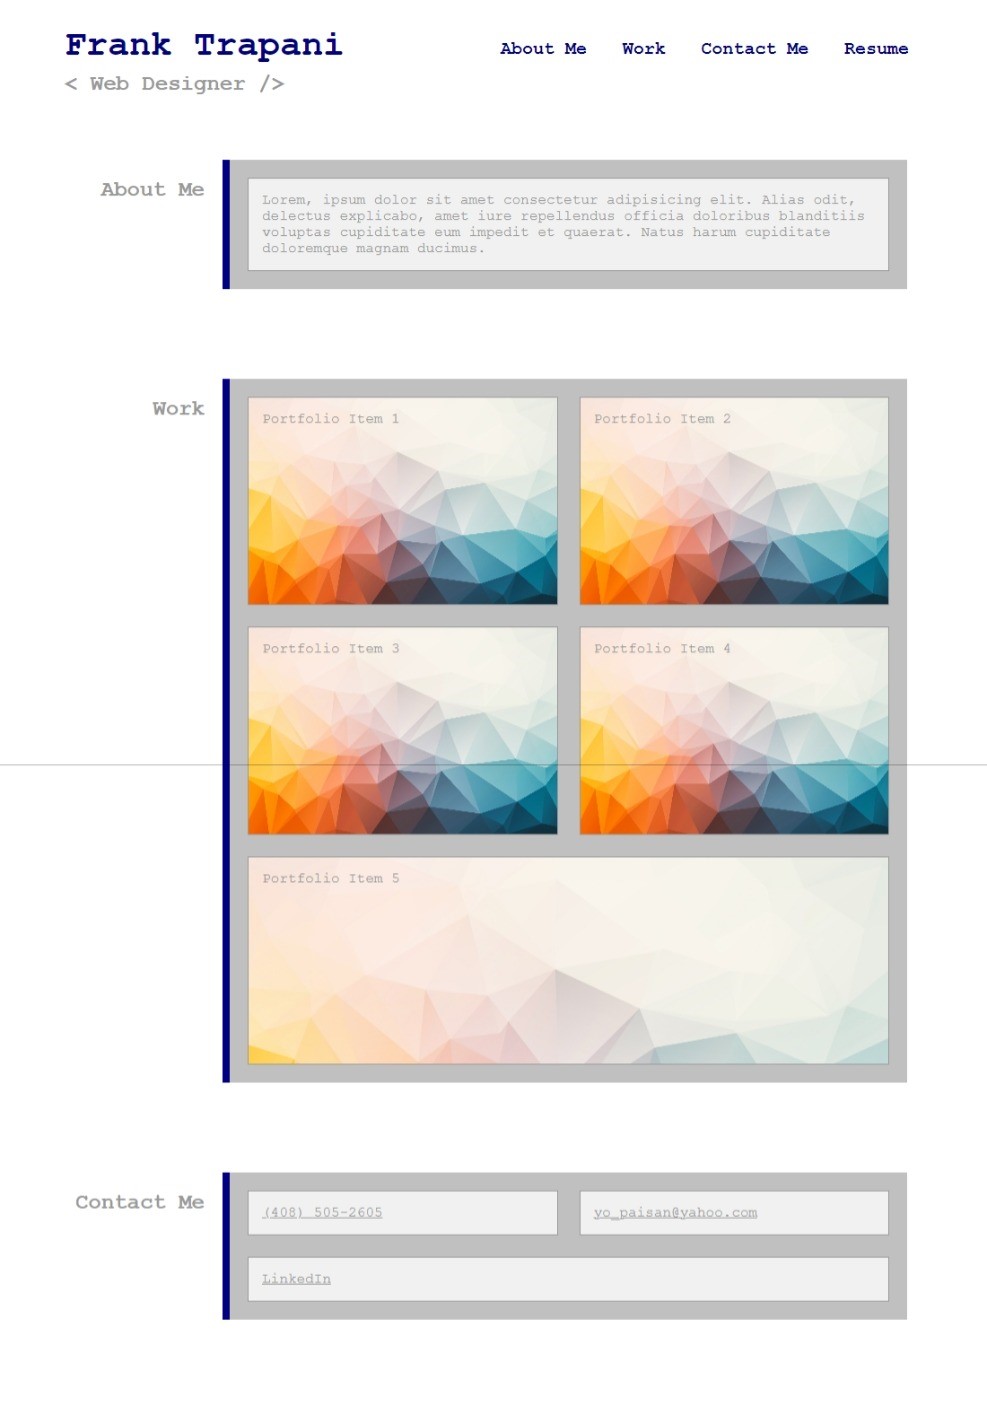 Frank Trapani
About Me Work Contact Me Resume
< Web Designer />
About Me
Lorem, ipsum dolor sit amet consectetur adipisicing elit. Alias odit,
delectus explicabo, amet iure repellendus officia doloribus blanditiis
voluptas cupiditate eum impedit et quaerat. Natus harum cupiditate
doloremque magnam ducimus.
Work
Portfolio Item 1
Portfolio Item 2
Portfolio Item 3
Portfolio Item 4
Portfolio Item 5
Contact Me
(408) 505-2605
yo_paisan@yahoo.com
LinkedIn